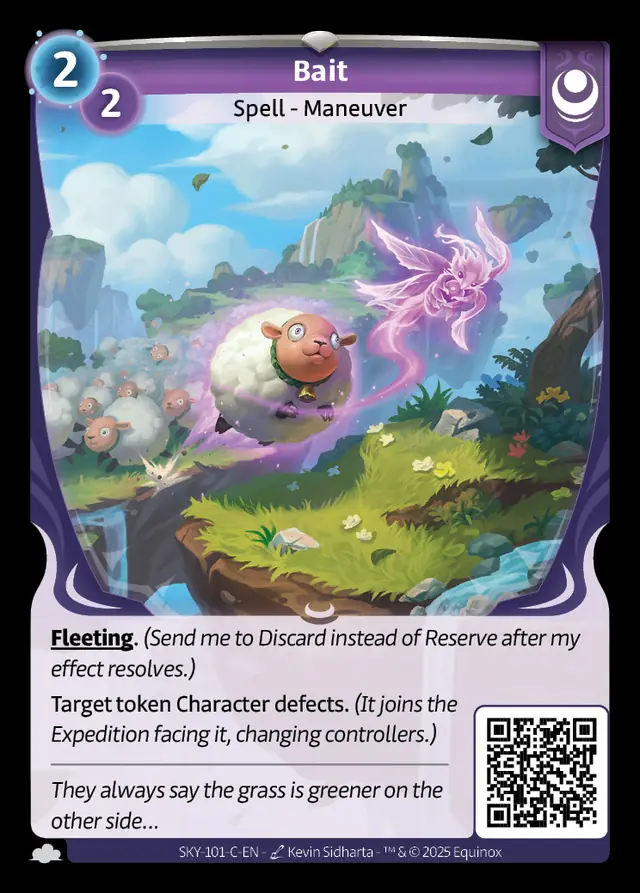 2
Bait
2
Spell - Maneuver
Fleeting. (Send me to Discard instead of Reserve after my
effect resolves.)
Target token Character defects. (It joins the
Expedition facing it, changing controllers.)
They always say the grass is greener on the
other side...
SKY-101-C-EN - Kevin Sidharta - ™ & © 2025 Equinox